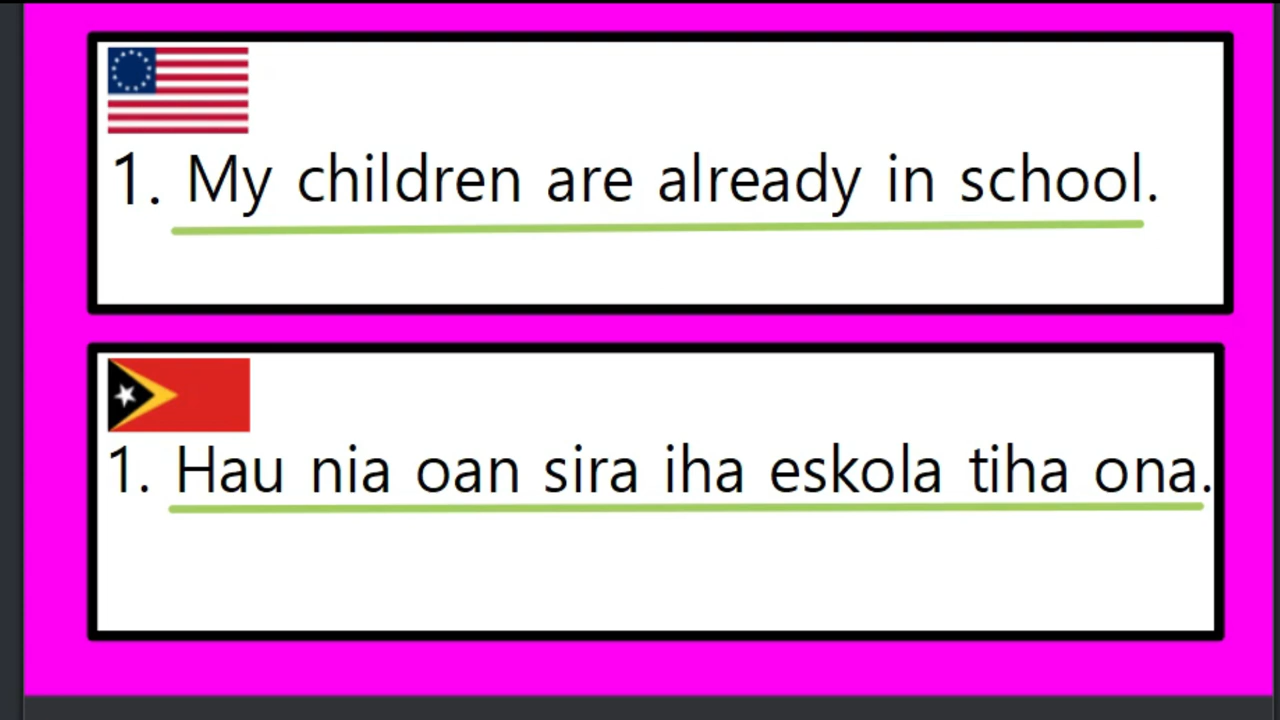 1. My children are already in school.
1. Hau nia oan sira iha eskola tiha ona.